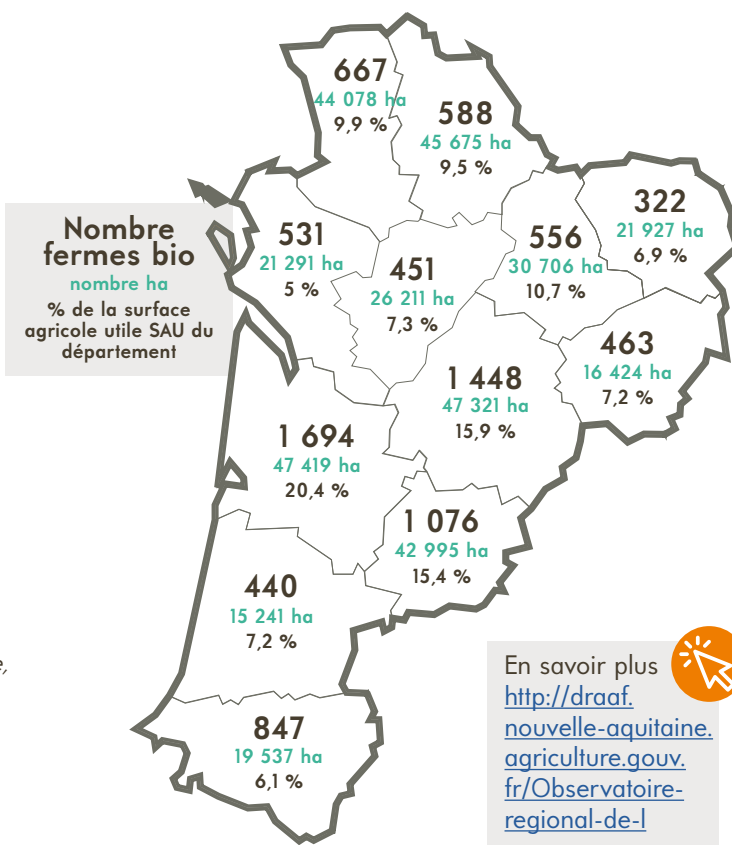 667
44 078 ha
9,9 %
588
45 675 ha
9,5 %
322
21 927 ha
6,9 %
Nombre
fermes bio
nombre ha
% de la surface
agricole utile SAU du
département
531
21 291 ha
5 %
451
26 211 ha
7,3 %
556
30 706 ha
10,7 %
463
16 424 ha
7,2 %
1 448
47 321 ha
15,9 %
1 694
47 419 ha
20,4 %
1 076
42 995 ha
15,4 %
440
15 241 ha
7,2 %
847
19 537 ha
6,1 %
En savoir plus
http://draaf.
nouvelle-aquitaine.
agriculture.gouv.
fr/Observatoire-
regional-de-l